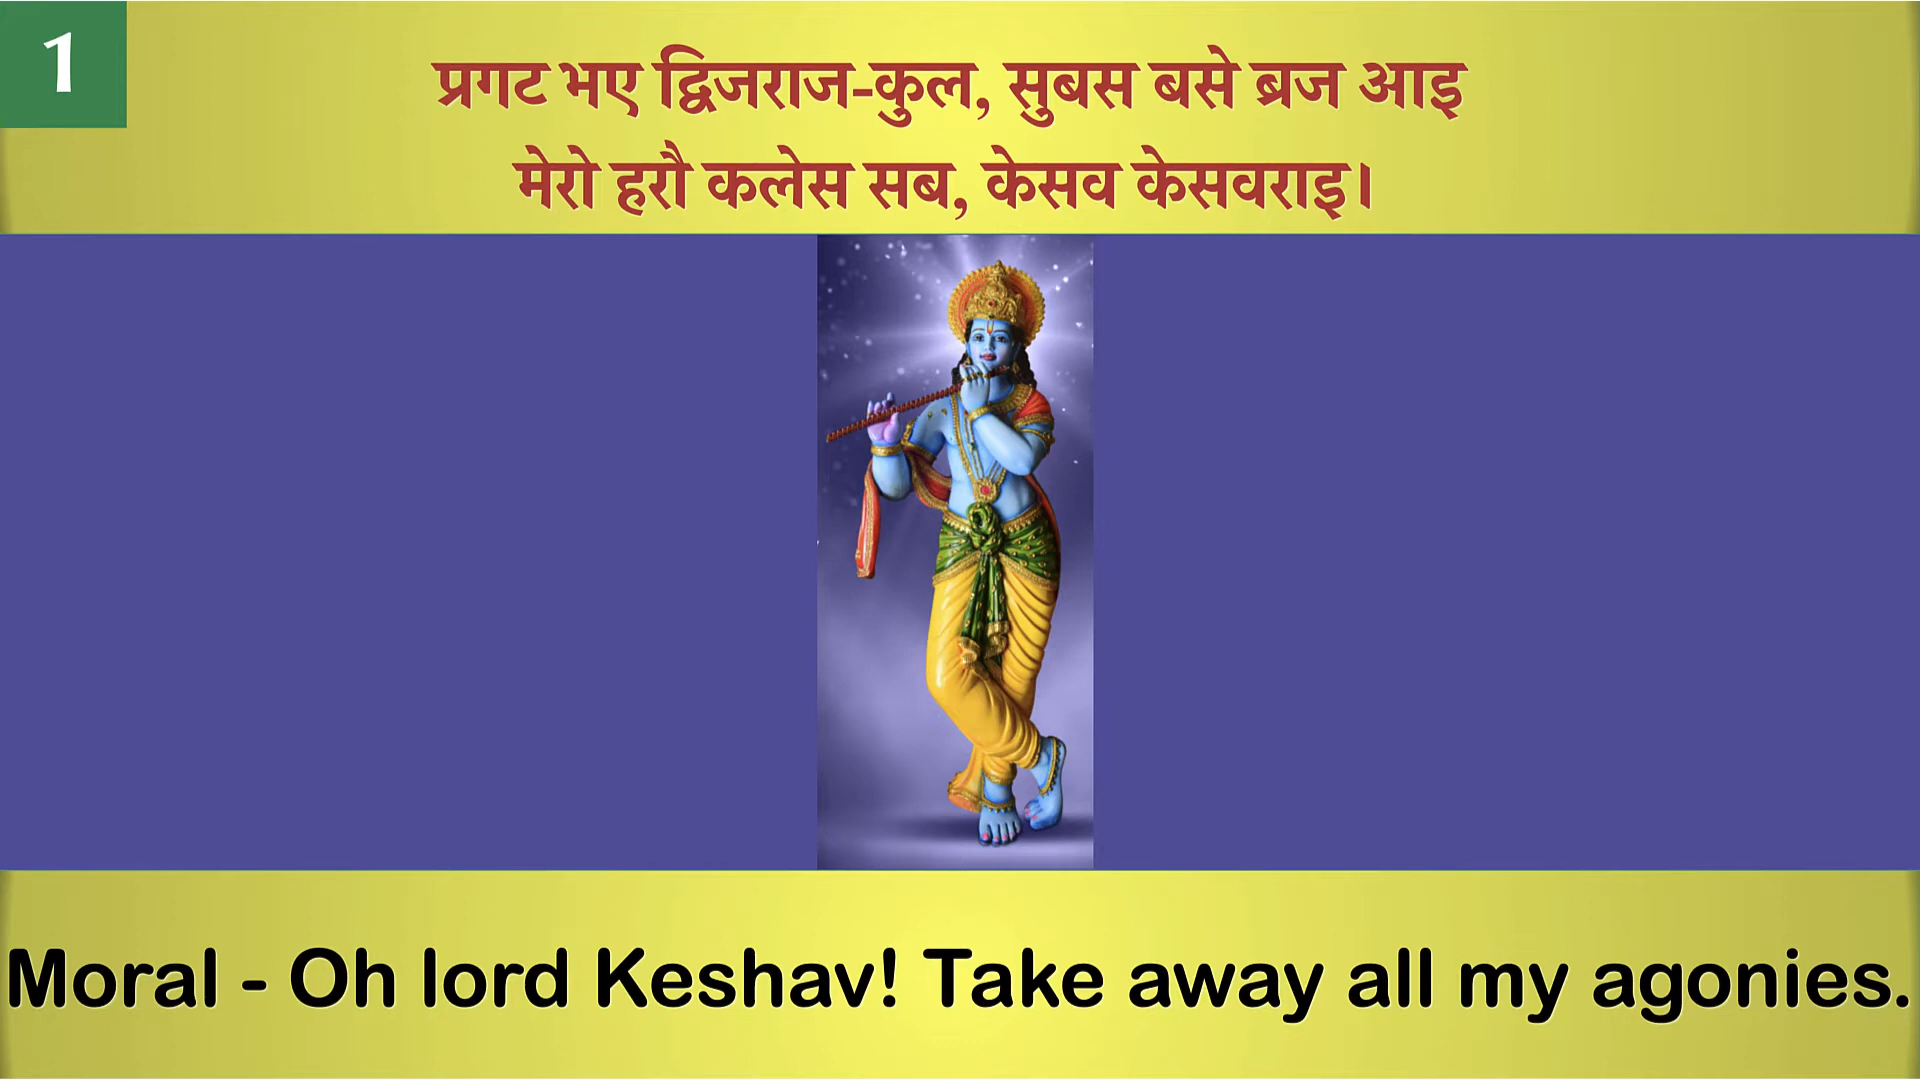 1
प्रगट भए द्विजराज-कुल, सुबस बसे ब्रज आइ
मेरो हरौ कलेस सब, केसव केसवराइ।
Moral - Oh lord Keshav! Take away all my agonies.